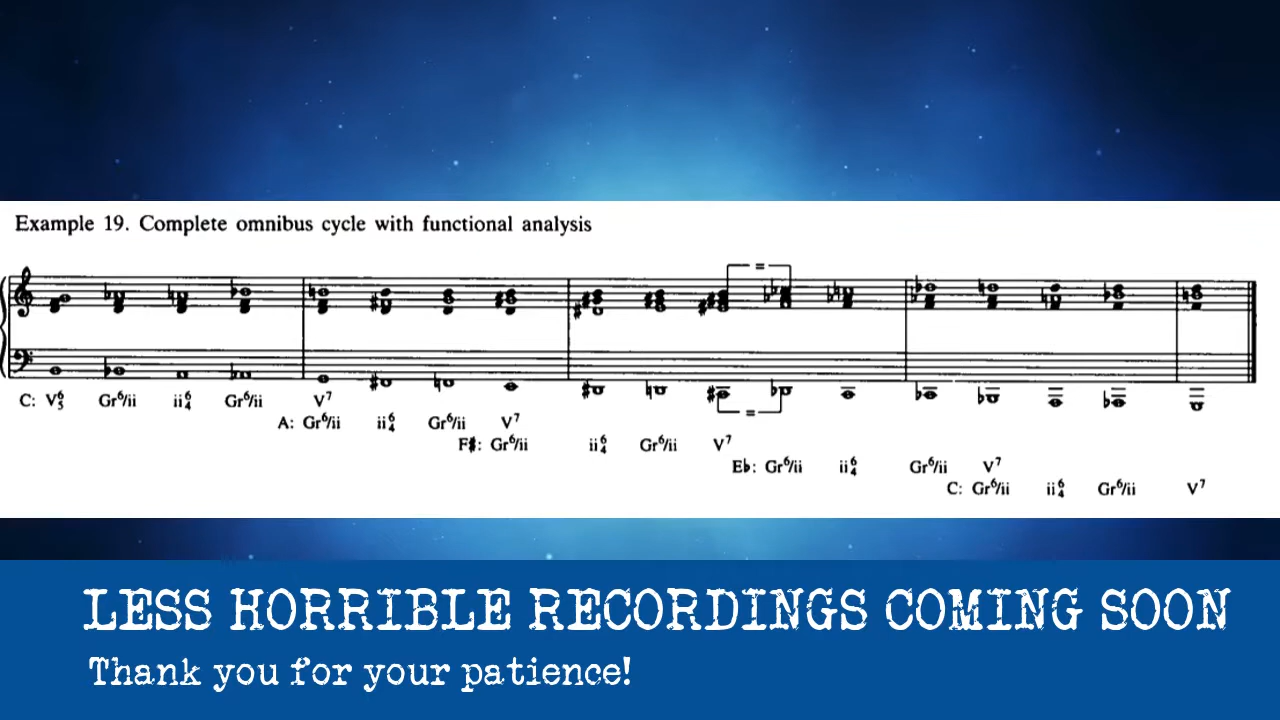 Example 19. Complete omnibus cycle with functional analysis
C: V6/5 Gr6/ii ii6/4 Gr6/ii V7
A: Gr6/ii ii6/4 Gr6/ii V7
F#: Gr6/ii ii6/4 Gr6/ii V7
Eb: Gr6/ii ii6/4 Gr6/ii V7
C: Gr6/ii ii6/4 Gr6/ii V7
LESS HORRIBLE RECORDINGS COMING SOON
Thank you for your patience!